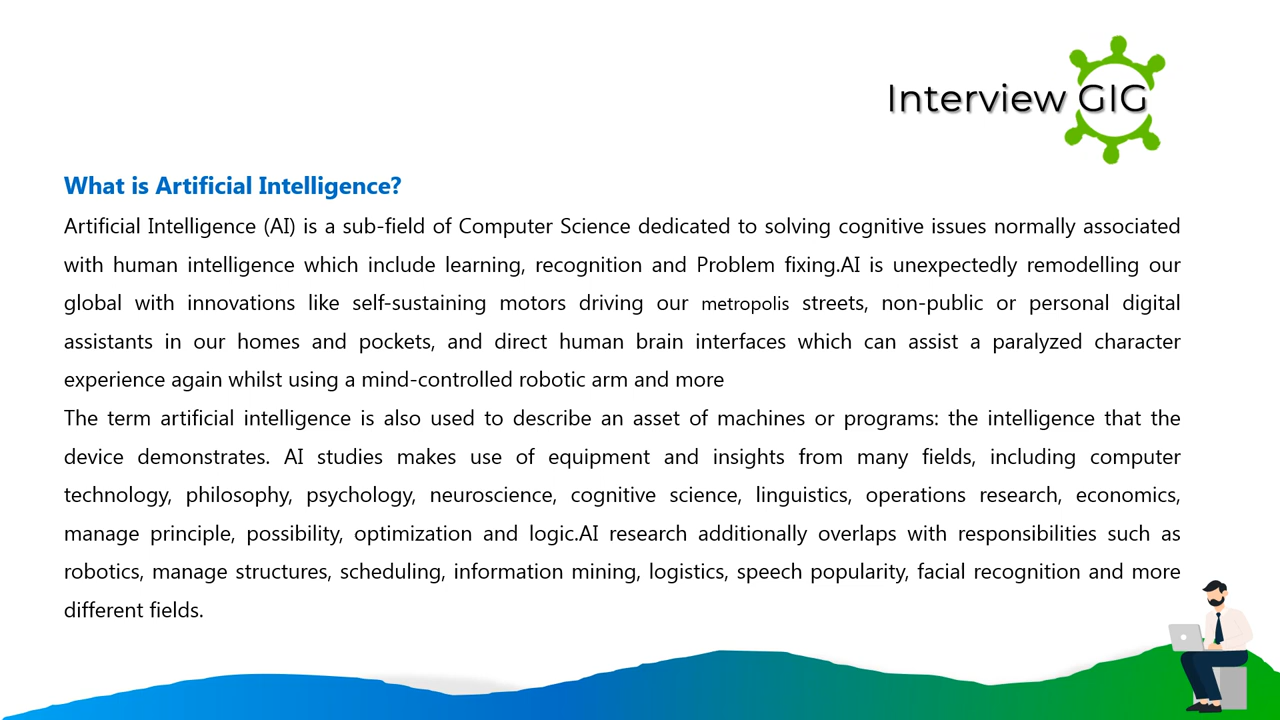 Interview GIG
What is Artificial Intelligence?
Artificial Intelligence (AI) is a sub-field of Computer Science dedicated to solving cognitive issues normally associated
with human intelligence which include learning, recognition and Problem fixing.AI is unexpectedly remodelling our
global with innovations like self-sustaining motors driving our metropolis streets, non-public or personal digital
assistants in our homes and pockets, and direct human brain interfaces which can assist a paralyzed character
experience again whilst using a mind-controlled robotic arm and more
The term artificial intelligence is also used to describe an asset of machines or programs: the intelligence that the
device demonstrates. AI studies makes use of equipment and insights from many fields, including computer
technology, philosophy, psychology, neuroscience, cognitive science, linguistics, operations research, economics,
manage principle, possibility, optimization and logic.AI research additionally overlaps with responsibilities such as
robotics, manage structures, scheduling, information mining, logistics, speech popularity, facial recognition and more
different fields.